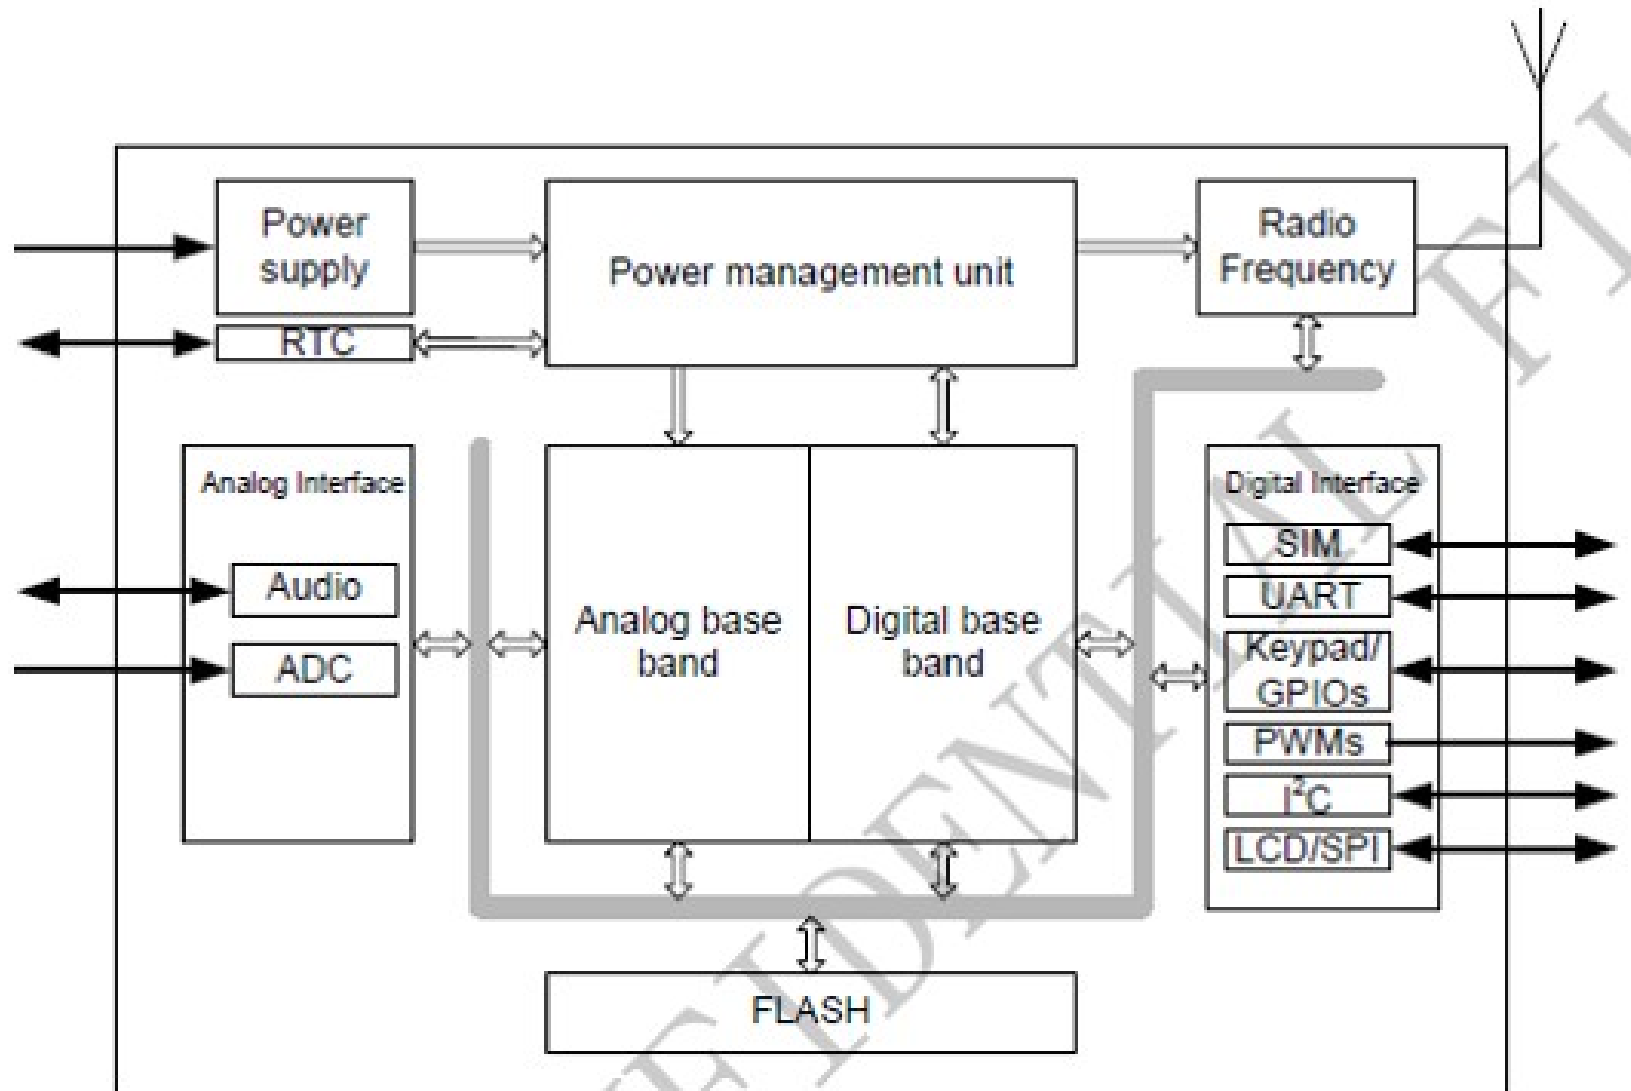 Power
supply
Power management unit
Radio
Frequency
RTC
Analog Interface
Audio
ADC
Analog base
band
Digital base
band
Digital Interface
SIM
UART
Keypad/
GPIOs
PWMs
I²C
LCD/SPI
FLASH